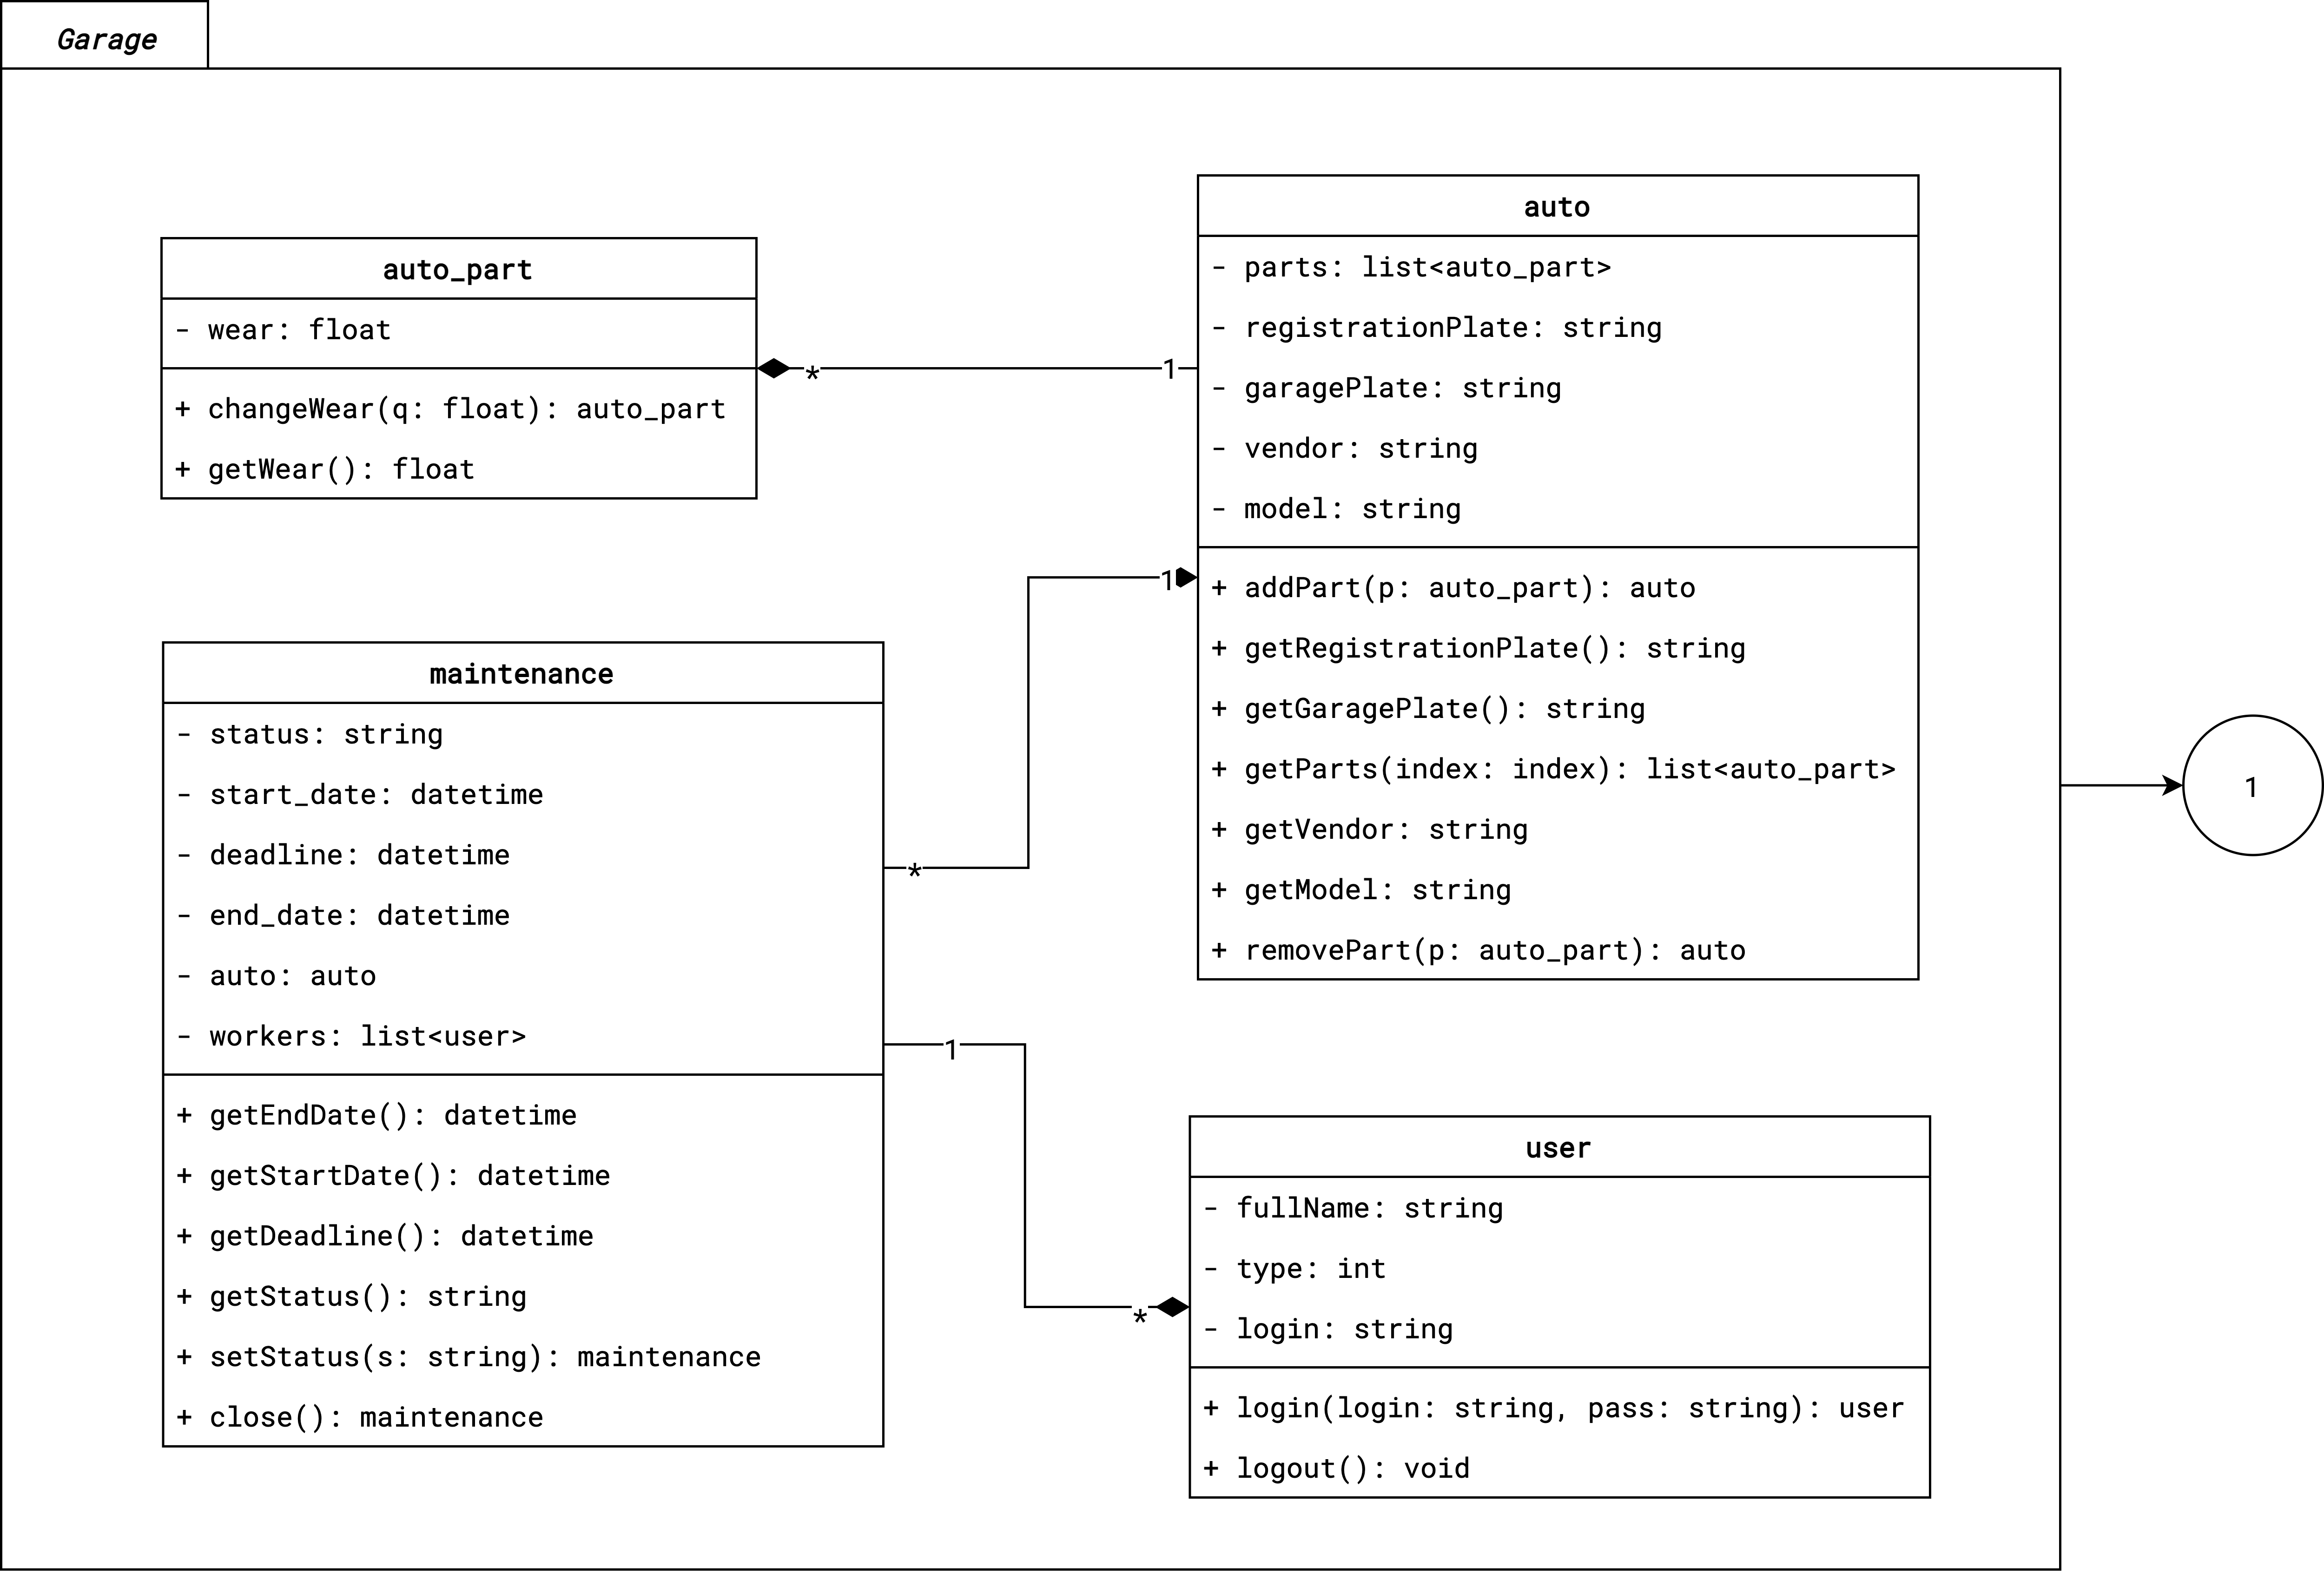 Garage
auto_part
- wear: float
+ changeWear(q: float): auto_part
+ getWear(): float
*
1
auto
- parts: list<auto_part>
- registrationPlate: string
- garagePlate: string
- vendor: string
- model: string
+ addPart(p: auto_part): auto
+ getRegistrationPlate(): string
+ getGaragePlate(): string
+ getParts(index: index): list<auto_part>
+ getVendor: string
+ getModel: string
+ removePart(p: auto_part): auto
1
*
maintenance
- status: string
- start_date: datetime
- deadline: datetime
- end_date: datetime
- auto: auto
- workers: list<user>
+ getEndDate(): datetime
+ getStartDate(): datetime
+ getDeadline(): datetime
+ getStatus(): string
+ setStatus(s: string): maintenance
+ close(): maintenance
1
*
user
- fullName: string
- type: int
- login: string
+ login(login: string, pass: string): user
+ logout(): void
1